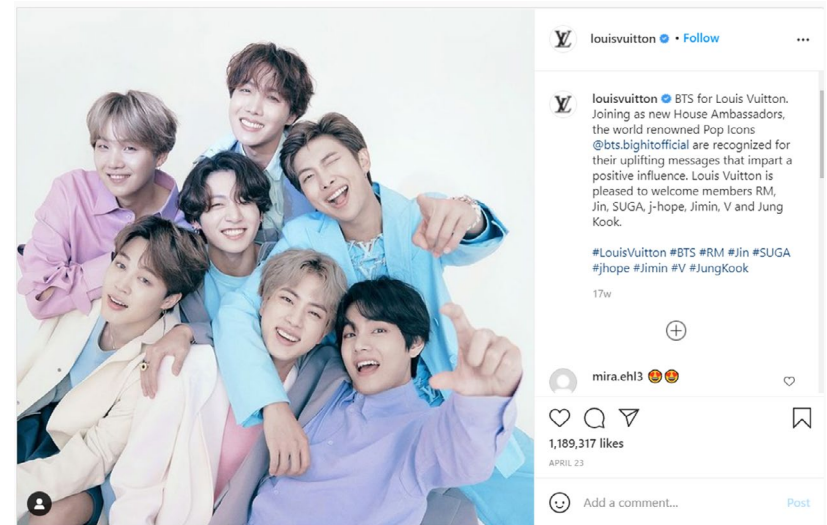 louisvuitton • Follow
louisvuitton BTS for Louis Vuitton.
Joining as new House Ambassadors,
the world renowned Pop Icons
@bts.bighitofficial are recognized for
their uplifting messages that impart a
positive influence. Louis Vuitton is
pleased to welcome members RM,
Jin, SUGA, j-hope, Jimin, V and Jung
Kook.
#LouisVuitton #BTS #RM #Jin #SUGA
#jhope #Jimin #V #JungKook
17w
mira.ehl3 😍😍
1,189,317 likes
APRIL 23
Add a comment... Post